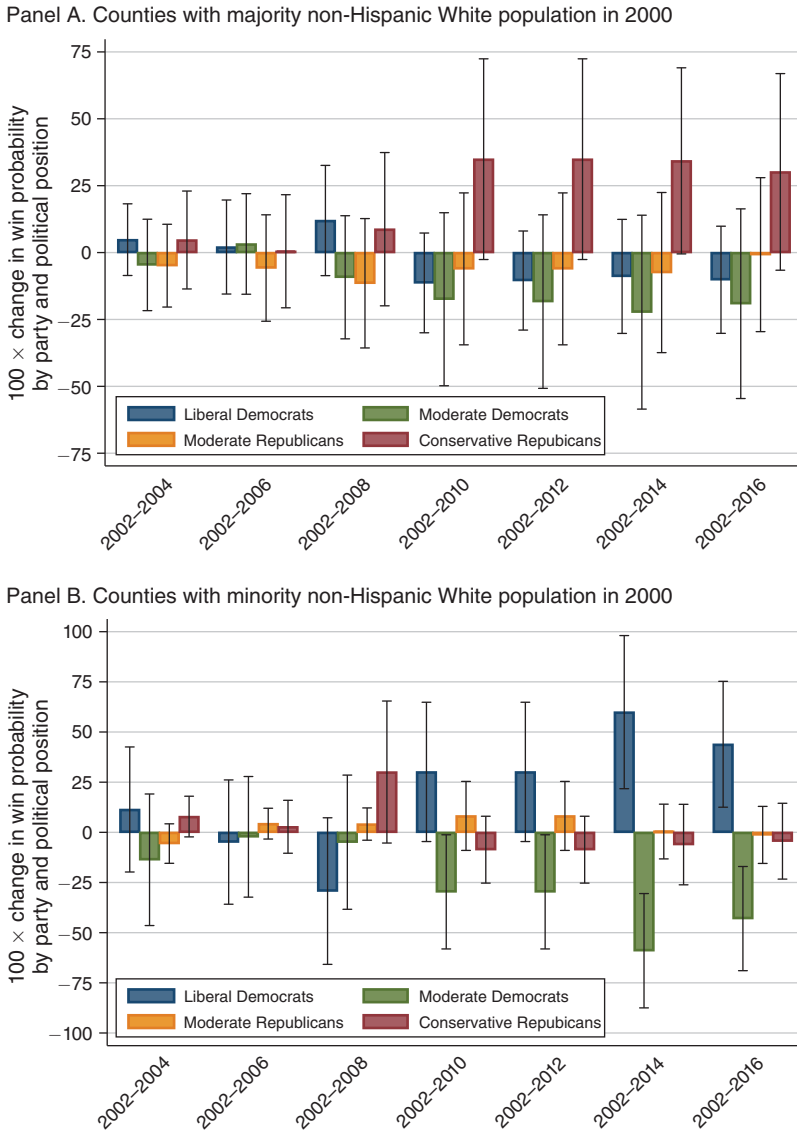 Panel A. Counties with majority non-Hispanic White population in 2000
100 × change in win probability
by party and political position
75
50
25
0
−25
−50
−75
Liberal Democrats
Moderate Democrats
Moderate Republicans
Conservative Repubicans
2002–2004
2002–2006
2002–2008
2002–2010
2002–2012
2002–2014
2002–2016
Panel B. Counties with minority non-Hispanic White population in 2000
100 × change in win probability
by party and political position
100
75
50
25
0
−25
−50
−75
−100
Liberal Democrats
Moderate Democrats
Moderate Republicans
Conservative Repubicans
2002–2004
2002–2006
2002–2008
2002–2010
2002–2012
2002–2014
2002–2016